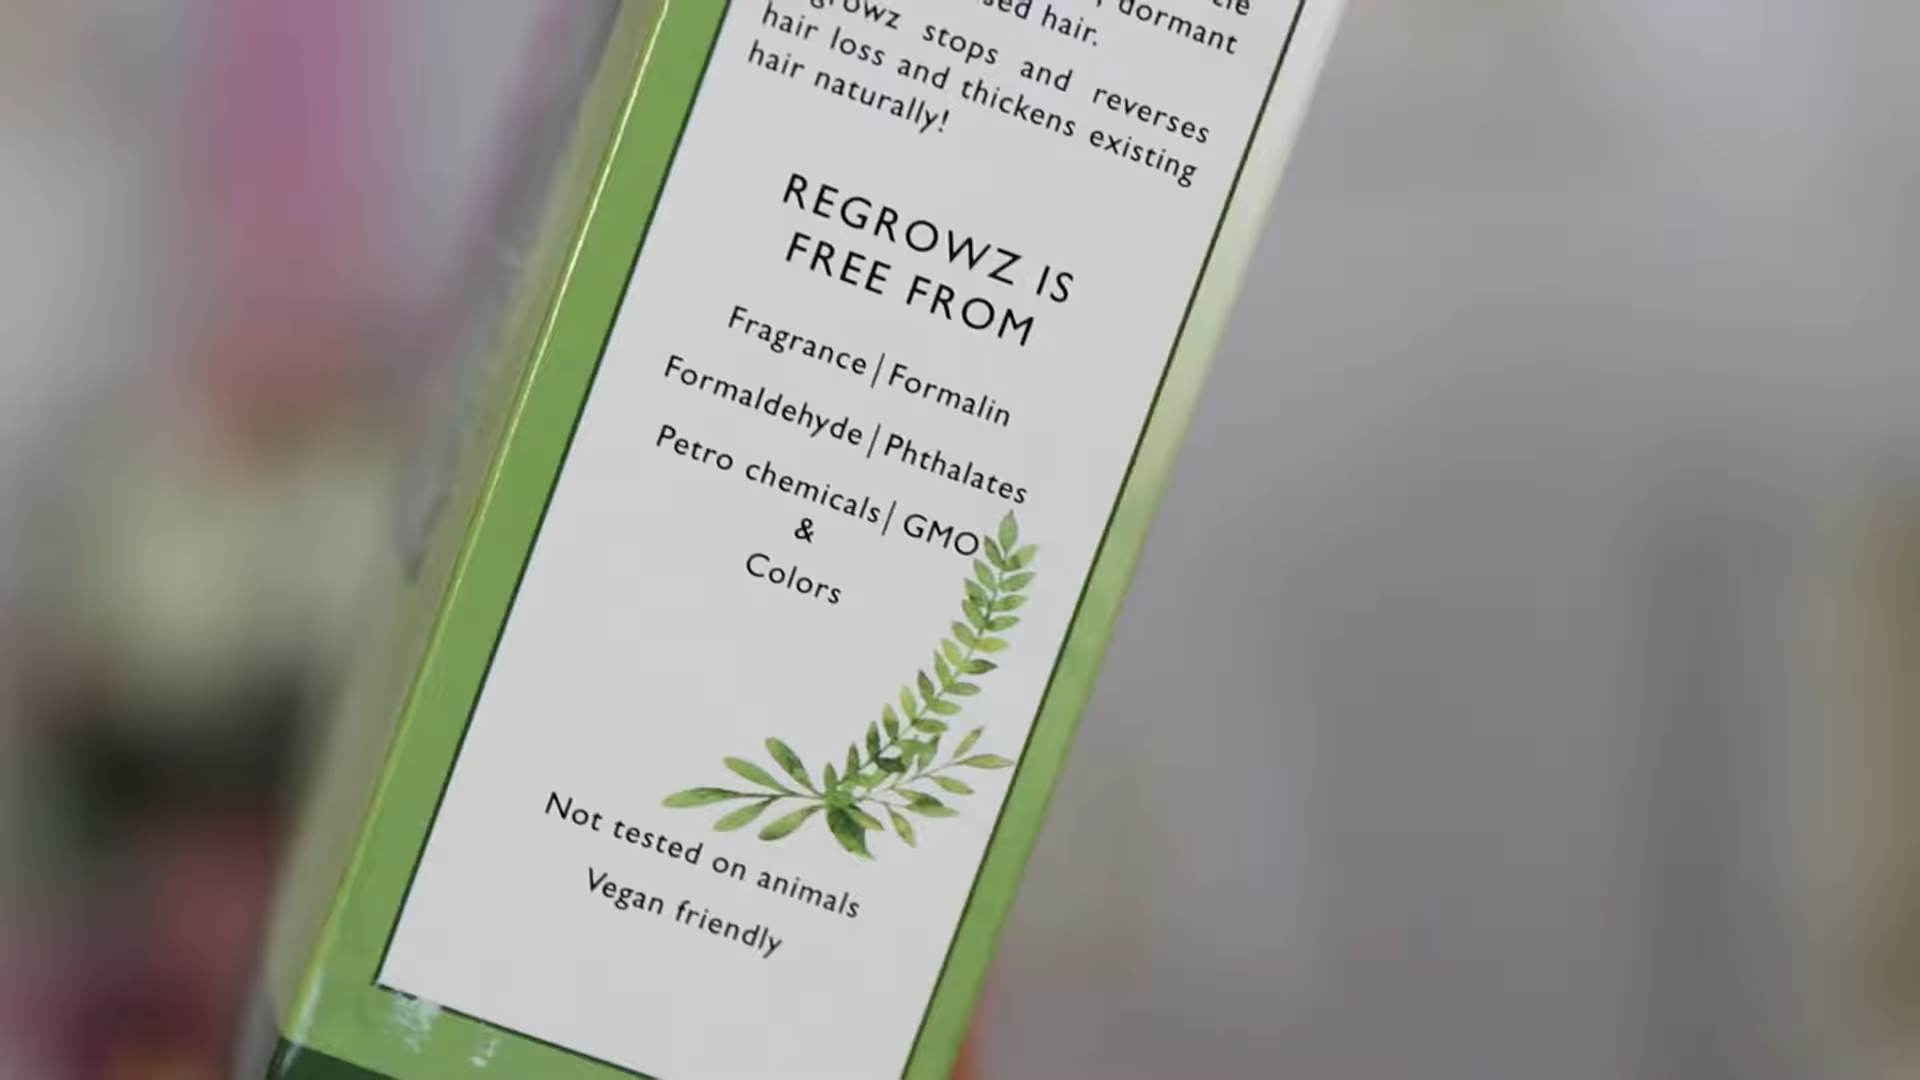 dormant
hair.
stops and reverses
hair loss and thickens existing
hair naturally!
REGROWZ IS
FREE FROM
Fragrance|Formalin
Formaldehyde|Phthalates
Petro chemicals| GMO
&
Colors
Not tested on animals
Vegan friendly